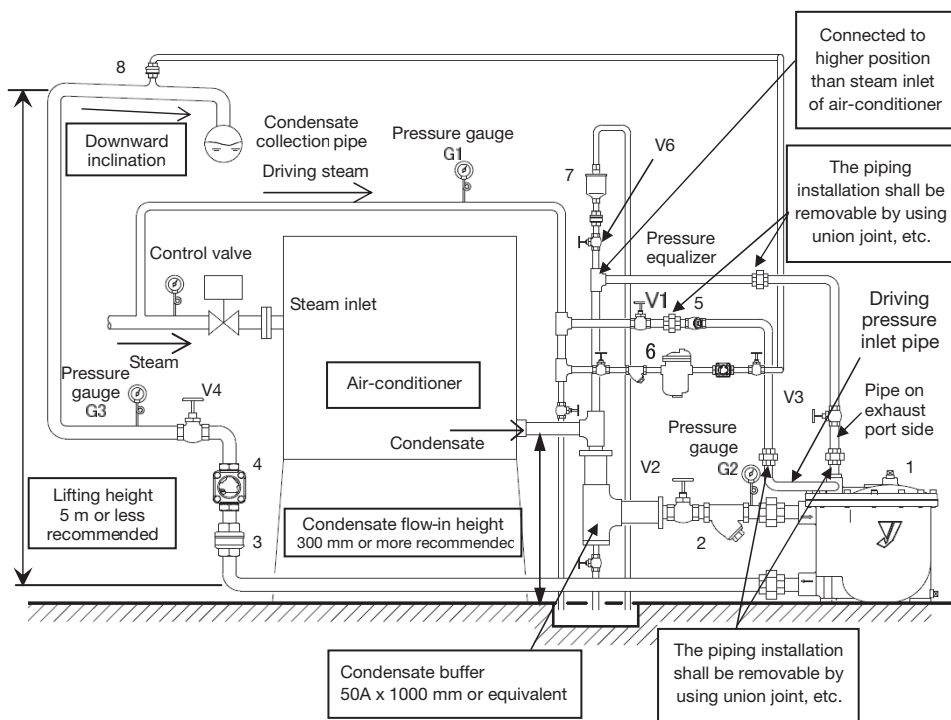 Connected to
higher position
than steam inlet
of air-conditioner
8
Downward
inclination
Condensate
collection pipe
Pressure gauge
G1
Driving steam
7
V6
The piping
installation shall
be removable by using
union joint, etc.
Control valve
Pressure
equalizer
Steam inlet
V1
5
Driving
pressure
inlet pipe
Steam
6
Pressure
gauge
G3
V4
Air-conditioner
V3
Pipe on
exhaust
port side
Condensate
Pressure
gauge
G2
V2
1
4
Lifting height
5 m or less
recommended
Condensate flow-in height
300 mm or more recommended
3
2
Condensate buffer
50A x 1000 mm or equivalent
The piping installation
shall be removable by
using union joint, etc.